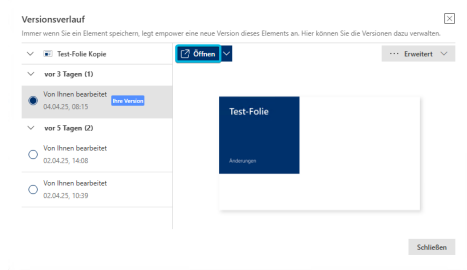 Versionsverlauf
Immer wenn Sie ein Element speichern, legt empower eine neue Version dieses Elements an. Hier können Sie die Versionen dazu verwalten.
Test-Folie Kopie
Öffnen
Erweitert
vor 3 Tagen (1)
Von Ihnen bearbeitet
Ihre Version
04.04.25, 08:15
vor 5 Tagen (2)
Von Ihnen bearbeitet
02.04.25, 14:08
Von Ihnen bearbeitet
02.04.25, 10:39
Test-Folie
Änderungen
Schließen